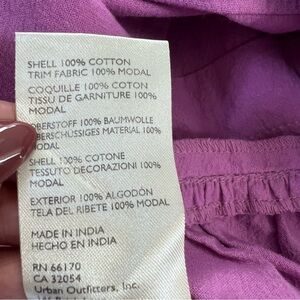 SHELL 100% COTTON
TRIM FABRIC 100% MODAL
COQUILLE 100% COTON
TISSU DE GARNITURE 100%
MODAL
OBERSTOFF 100% BAUMWOLLE
BERSCHUSSIGES MATERIAL 100%
MODAL
SHELL 100% COTONE
TESSUTO DECORAZIONI 100%
MODAL
EXTERIOR 100% ALGODÓN
TELA DEL RIBETE 100% MODAL
MADE IN INDIA
HECHO EN INDIA
RN 66170
CA 32054
Urban Outfitters, Inc.